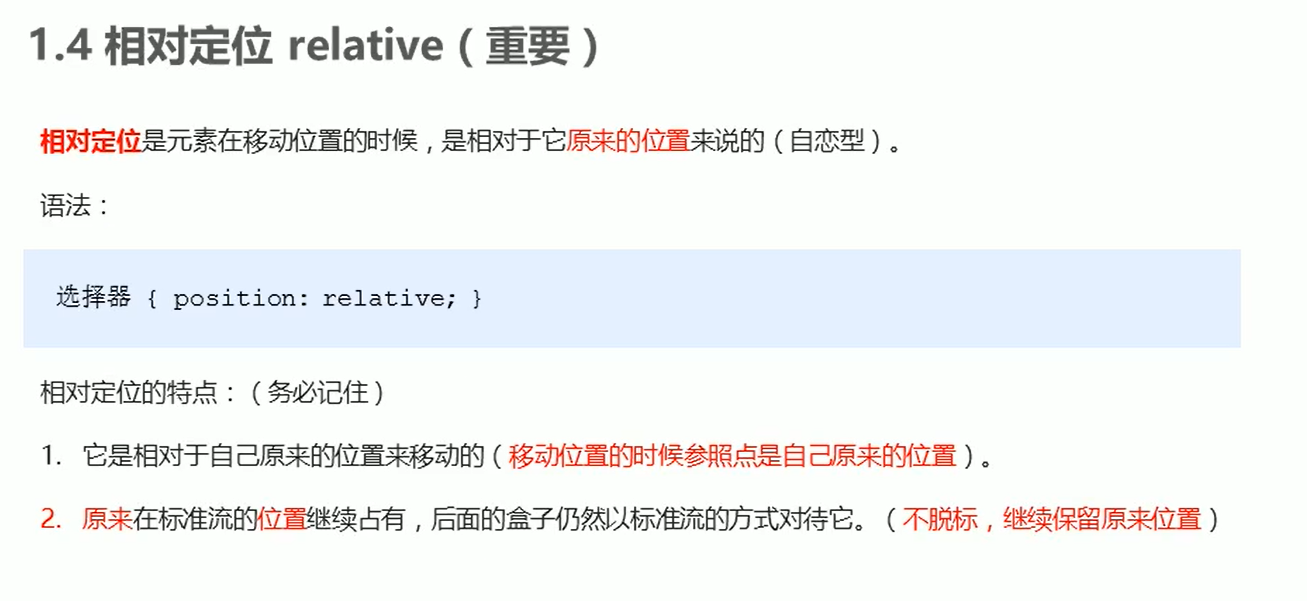 1.4 相对定位 relative（重要）
相对定位是元素在移动位置的时候，是相对于它原来的位置来说的（自恋型）。
语法：
选择器 { position: relative; }
相对定位的特点：（务必记住）
1. 它是相对于自己原来的位置来移动的（移动位置的时候参照点是自己原来的位置）。
2. 原来在标准流的位置继续占有，后面的盒子仍然以标准流的方式对待它。（不脱标，继续保留原来位置）